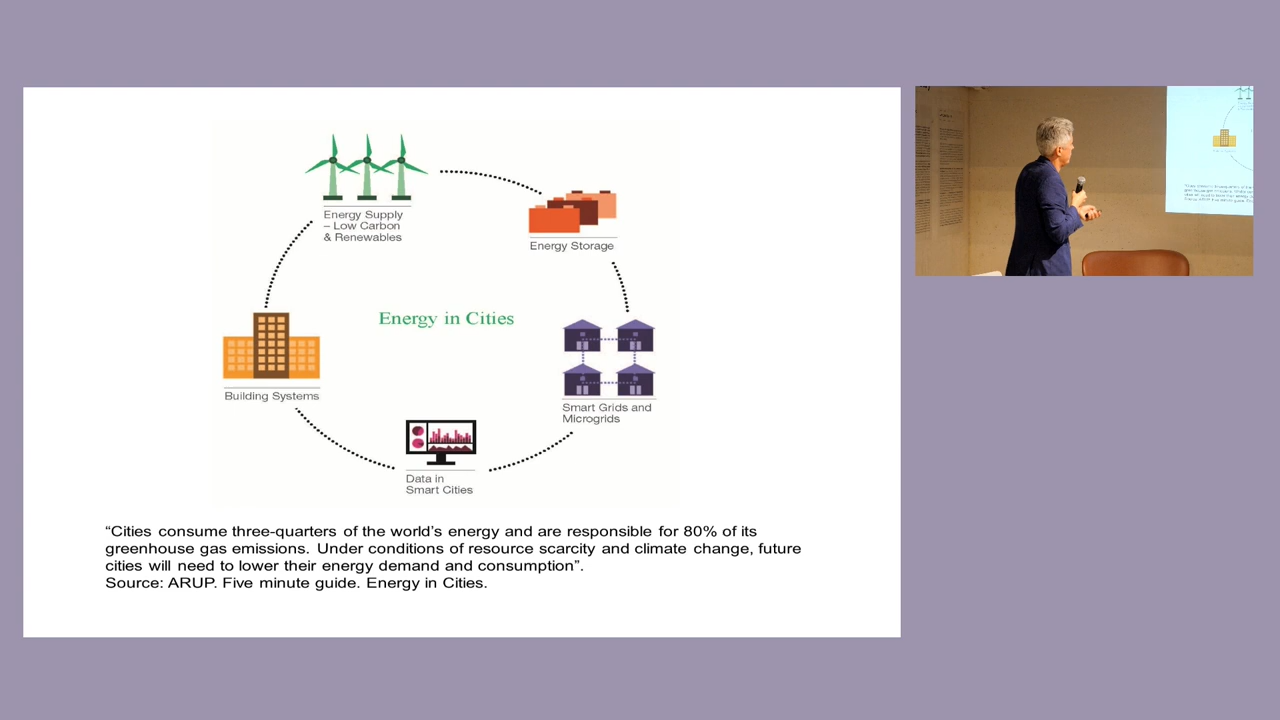 Energy Supply
– Low Carbon
& Renewables
Energy Storage
Energy in Cities
Building Systems
Smart Grids and
Microgrids
Data in
Smart Cities
“Cities consume three-quarters of the world’s energy and are responsible for 80% of its
greenhouse gas emissions. Under conditions of resource scarcity and climate change, future
cities will need to lower their energy demand and consumption”.
Source: ARUP. Five minute guide. Energy in Cities.